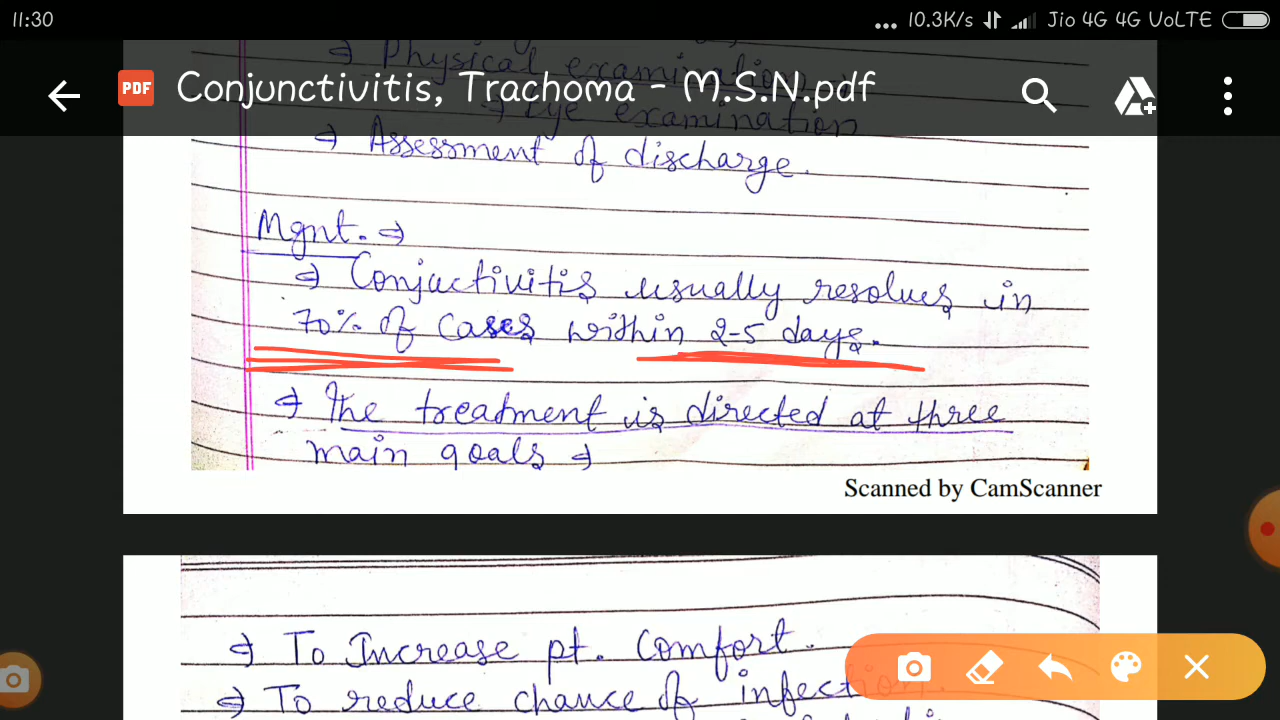 11:30 ... 10.3K/s Jio 4G 4G VoLTE
⇒ Physical examination
PDF Conjunctivitis, Trachoma - M.S.N.pdf
→ Eye examination
⇒ Assessment of discharge.
Mgnt. ⇒
⇒ Conjuctivitis usually resolves in
70% of cases within 2-5 days.
⇒ The treatment is directed at three
main goals ⇒
Scanned by CamScanner
⇒ To Increase pt. Comfort.
⇒ To reduce chance of infection.